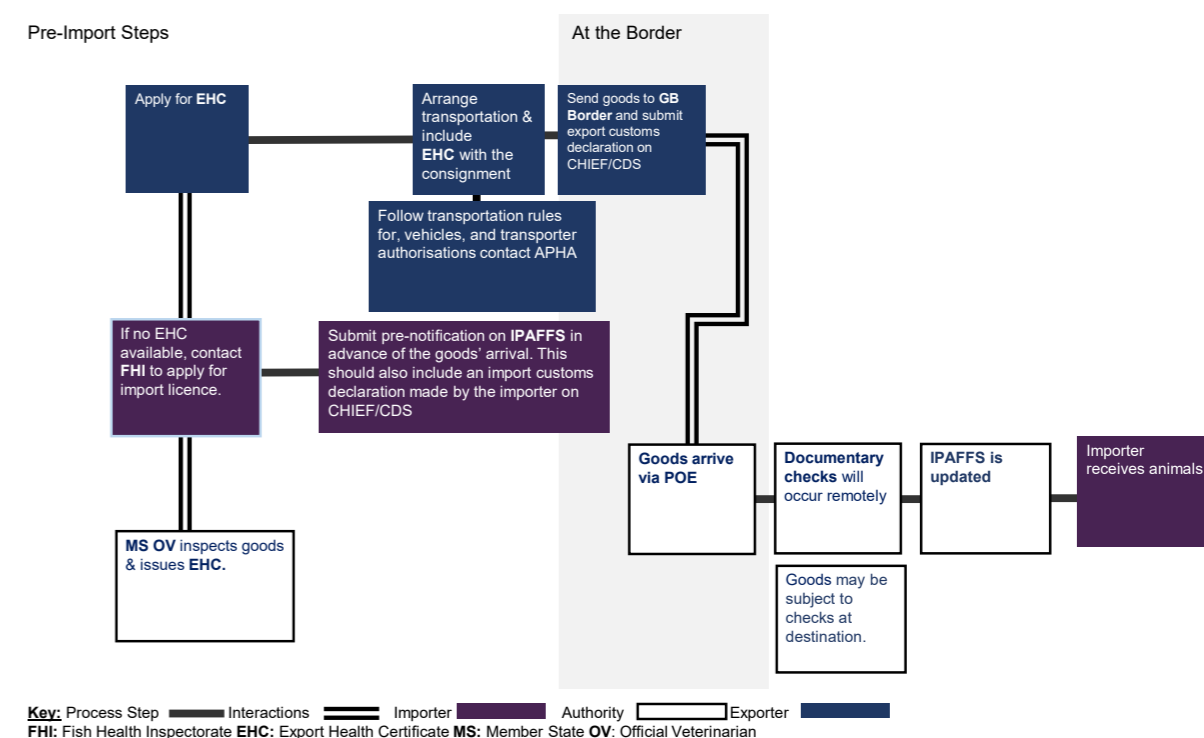 Pre-Import Steps
At the Border
Apply for EHC
Arrange
transportation &
include
EHC with the
consignment
Send goods to GB
Border and submit
export customs
declaration on
CHIEF/CDS
Follow transportation rules
for, vehicles, and transporter
authorisations contact APHA
If no EHC
available, contact
FHI to apply for
import licence.
Submit pre-notification on IPAFFS in
advance of the goods' arrival. This
should also include an import customs
declaration made by the importer on
CHIEF/CDS
Goods arrive
via POE
Documentary
checks will
occur remotely
IPAFFS is
updated
Importer
receives animals
MS OV inspects goods
& issues EHC.
Goods may be
subject to
checks at
destination.
Key: Process Step Interactions Importer Authority Exporter
FHI: Fish Health Inspectorate EHC: Export Health Certificate MS: Member State OV: Official Veterinarian